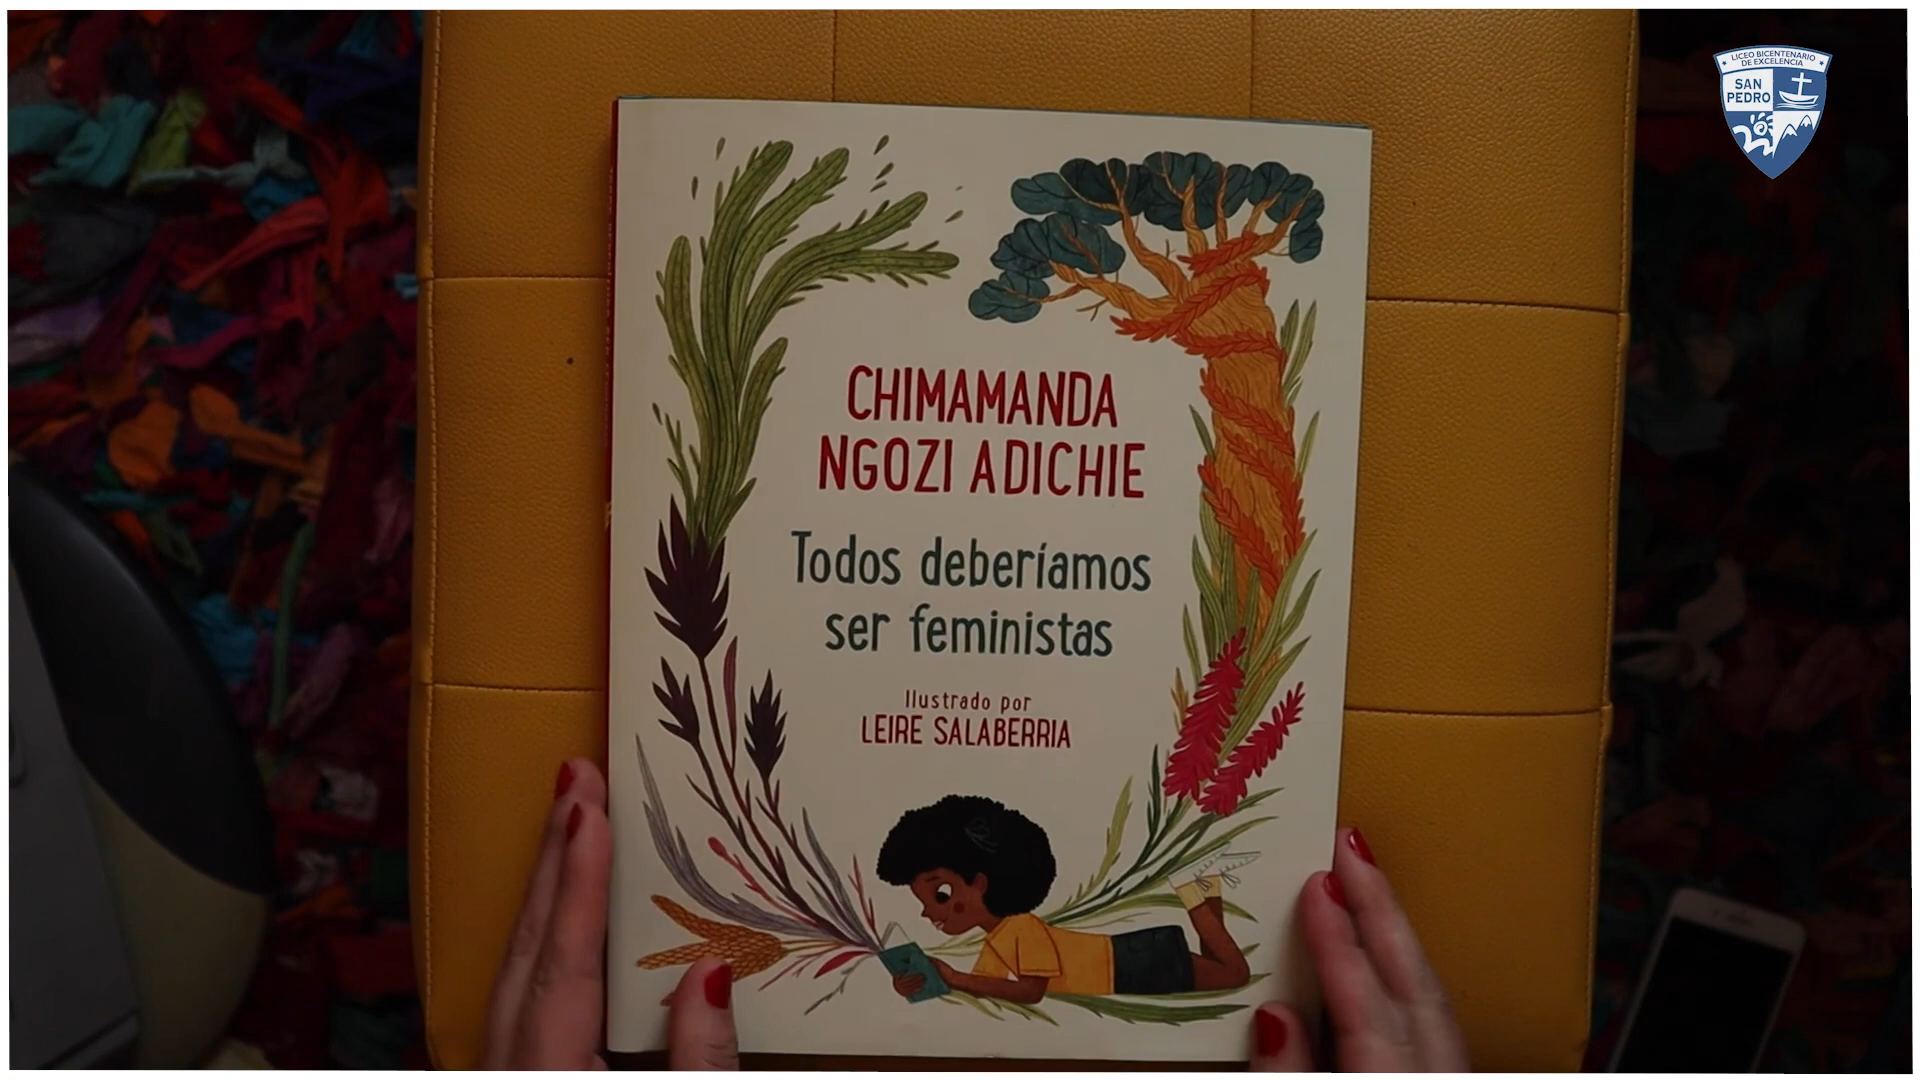 CHIMAMANDA
NGOZI ADICHIE
Todos deberíamos
ser feministas
Ilustrado por
LEIRE SALABERRIA
LICEO BICENTENARIO
DE EXCELENCIA
SAN
PEDRO